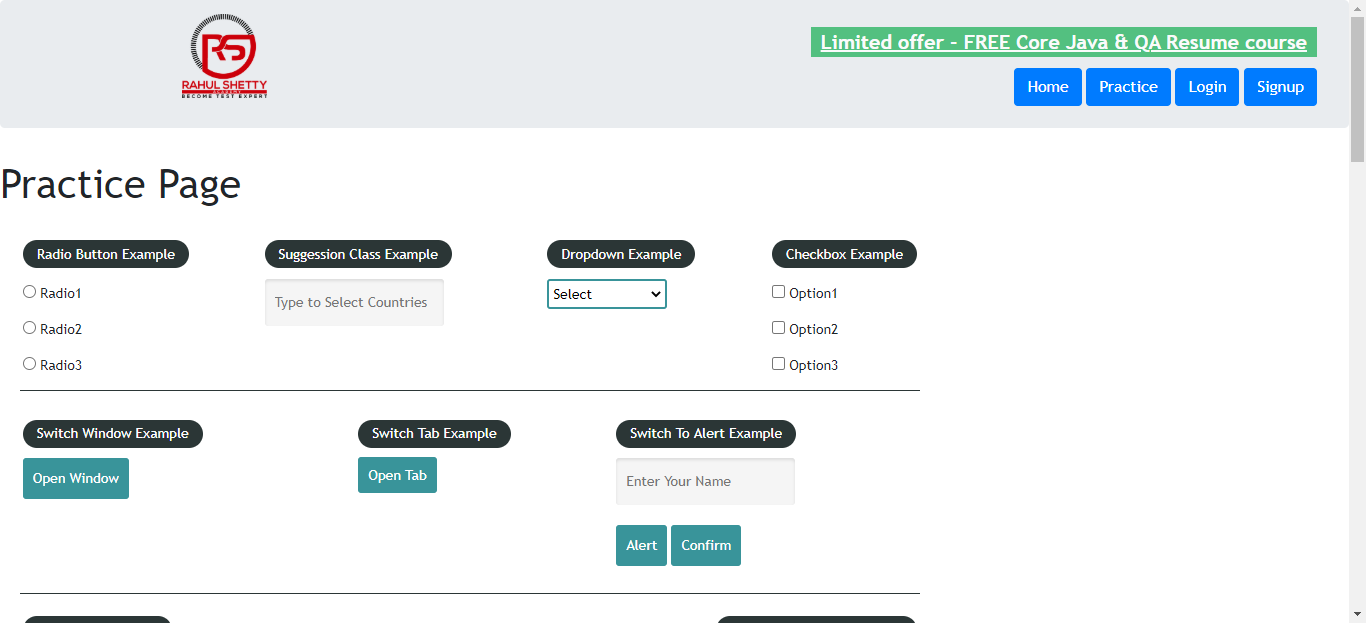 RS
RAHUL SHETTY
ACADEMY
BECOME TEST EXPERT
Limited offer - FREE Core Java & QA Resume course
Home Practice Login Signup
Practice Page
Radio Button Example Suggession Class Example Dropdown Example Checkbox Example
Radio1 Type to Select Countries Select Option1
Radio2 Option2
Radio3 Option3
Switch Window Example Switch Tab Example Switch To Alert Example
Open Window Open Tab Enter Your Name
Alert Confirm